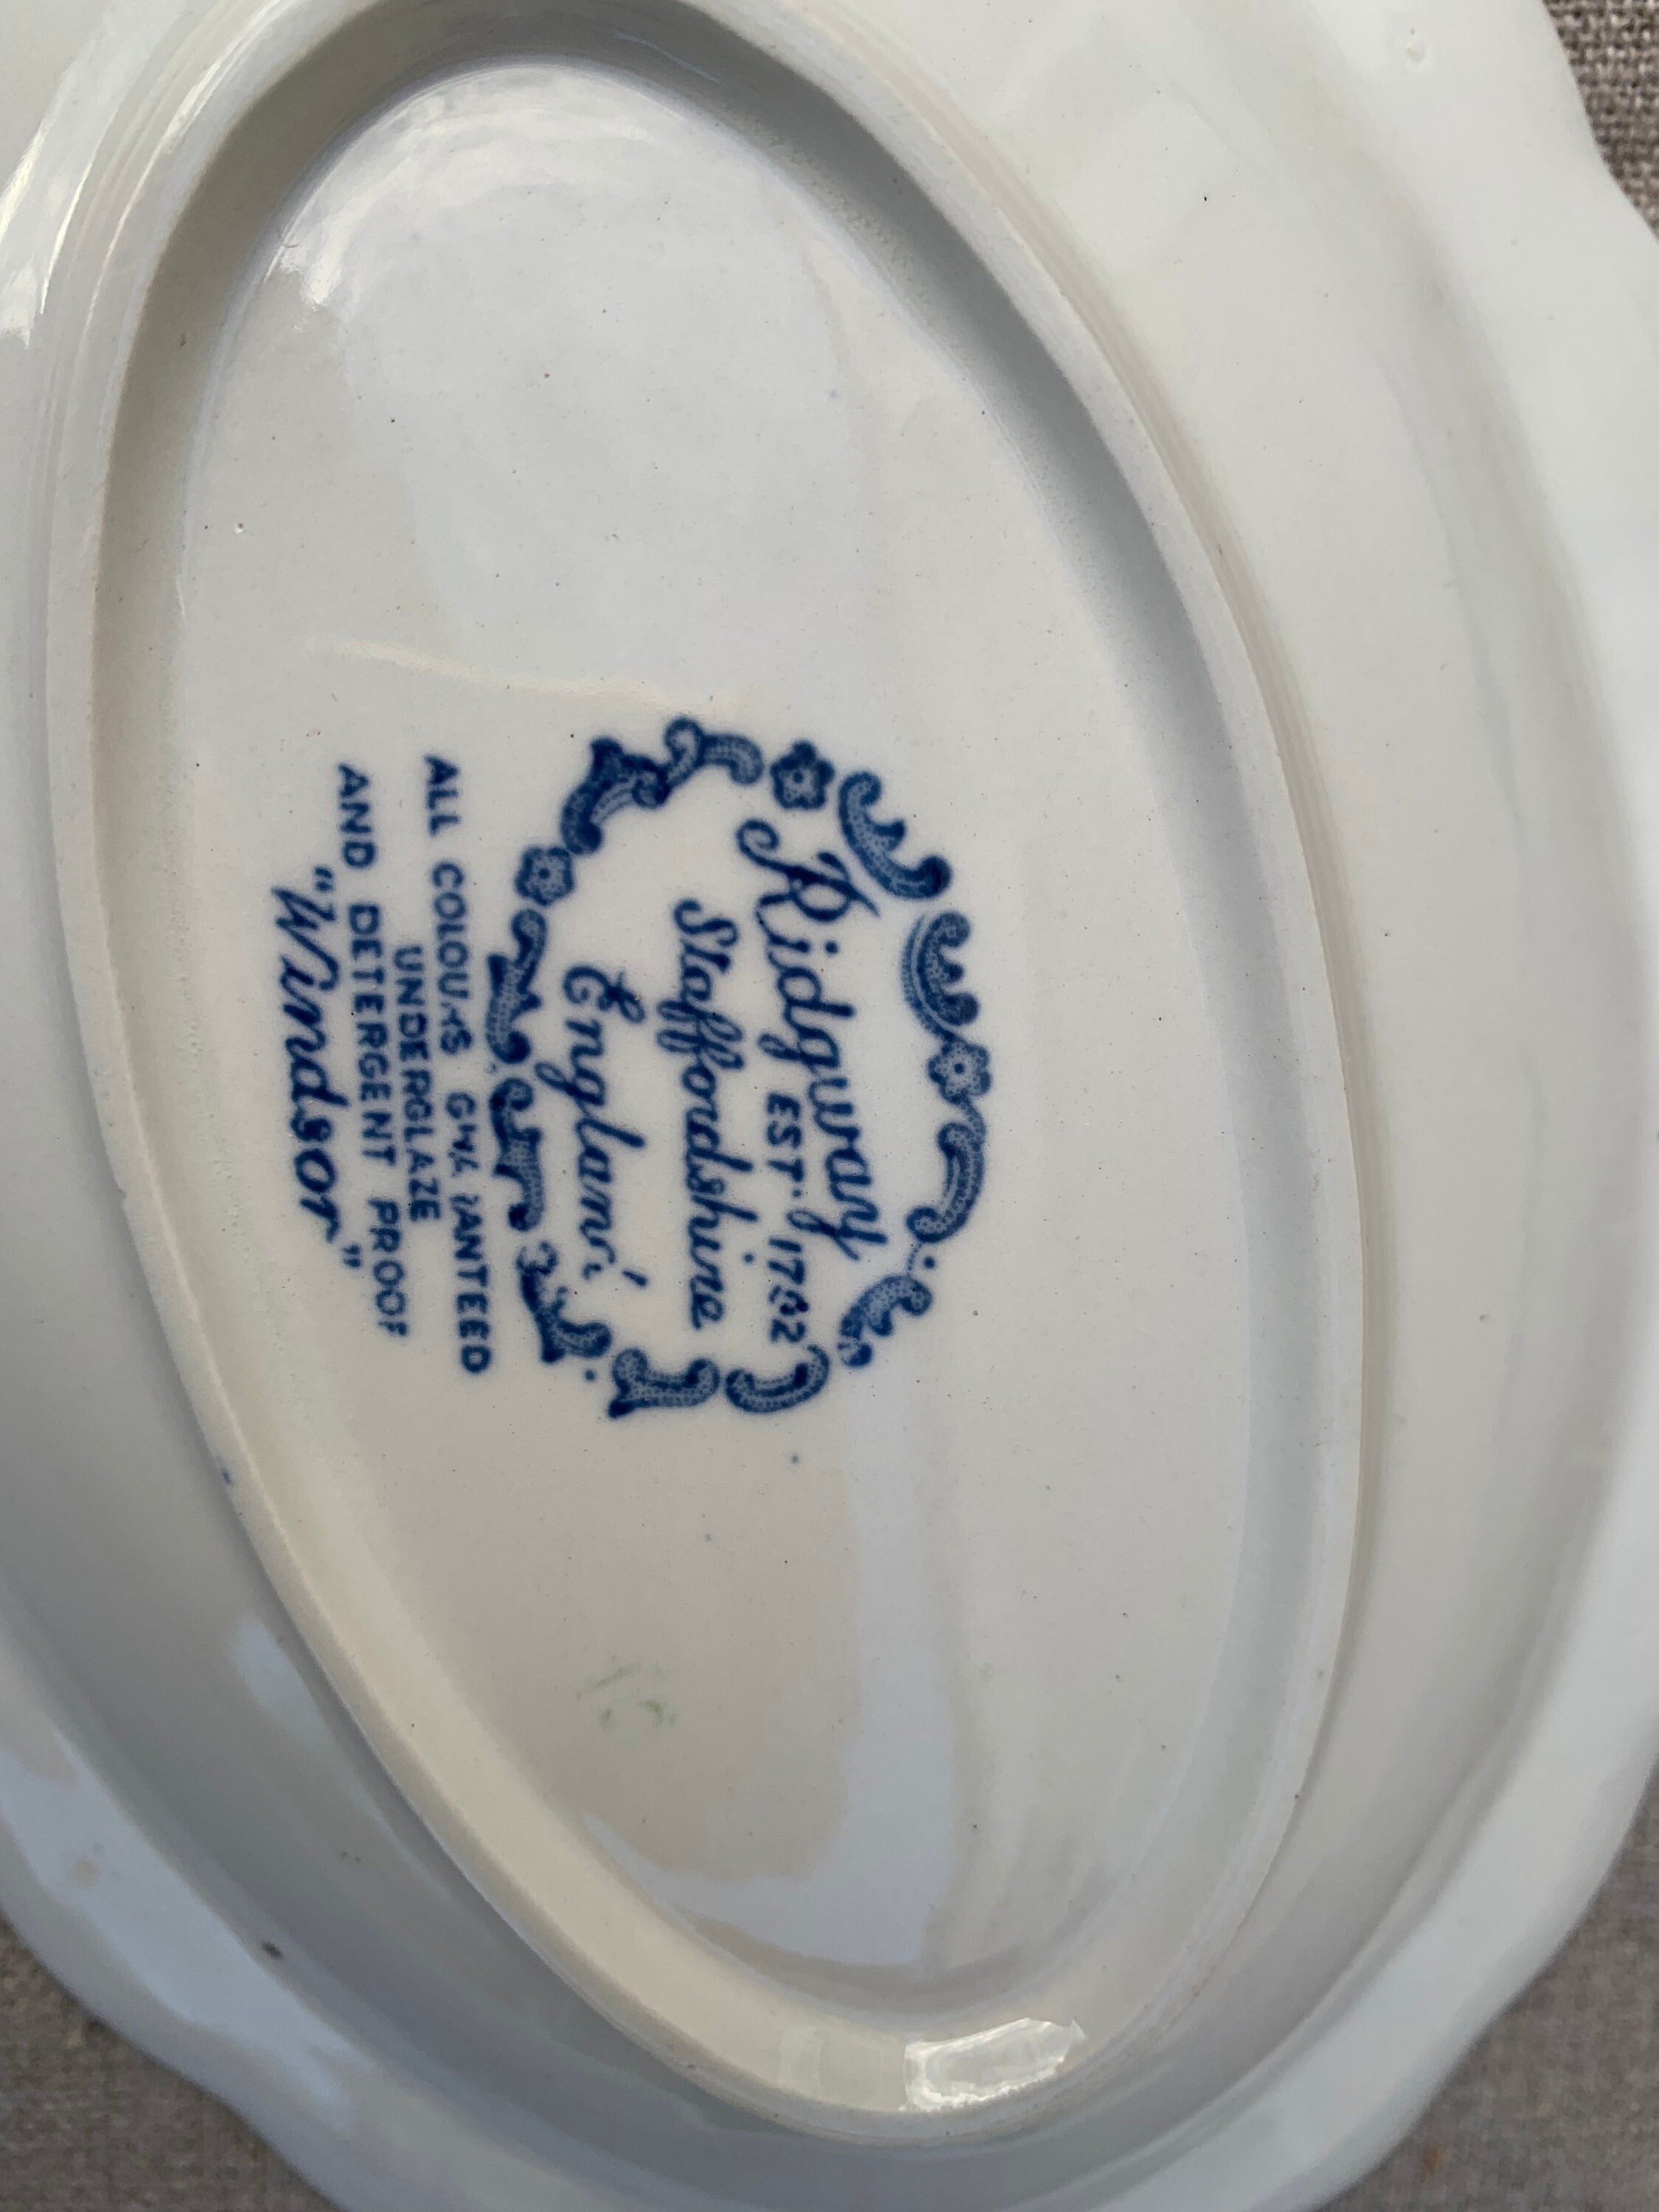 Ridgway
EST. 1792
Staffordshire
England
ALL COLOURS GUARANTEED
UNDERGLAZE
AND DETERGENT PROOF
"Windsor"